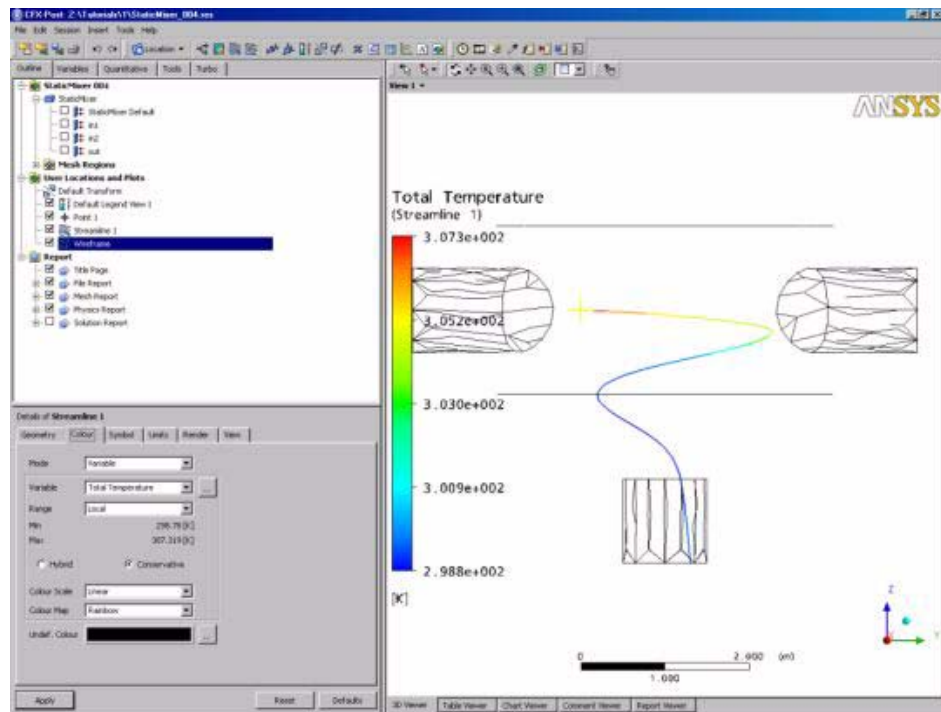 CFX-Post: Z:\Tutorials\1\StaticMixer_004.res
File Edit Session Insert Tools Help
Location
Outline Variables Quantitative Tools Turbo
StaticMixer 004
StaticMixer
StaticMixer Default
in1
in2
out
Mesh Regions
User Locations and Plots
Default Transform
Default Legend View 1
Point 1
Streamline 1
Wireframe
Report
Title Page
File Report
Mesh Report
Physics Report
Solution Report
Details of Streamline 1
Geometry Colour Symbol Limits Render View
Mode Variable
Variable Total Temperature ...
Range Local
Min
Max 307.319 [K]
Hybrid Conservative
Colour Scale Linear
Colour Map Rainbow
Undef. Colour ...
Apply Reset Defaults
View 1
ANSYS
Total Temperature
(Streamline 1)
3.073e+002
3.052e+002
3.030e+002
3.009e+002
2.988e+002
[K]
Z
Y
0 2.000 (m)
1.000
3D Viewer Table Viewer Chart Viewer Comment Viewer Report Viewer